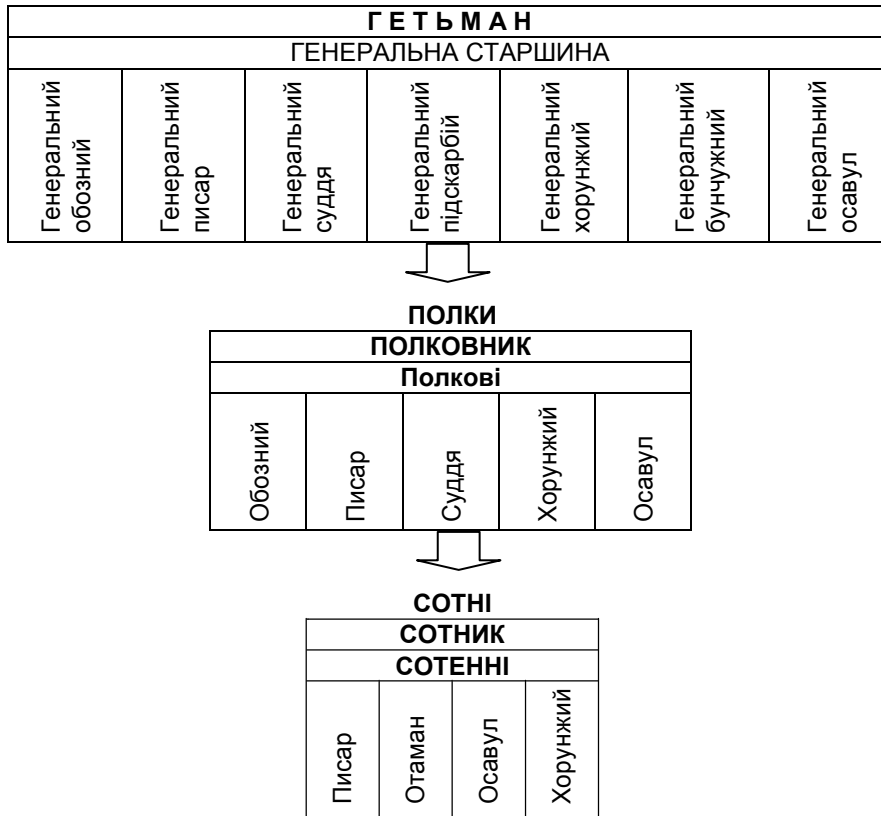 Г Е Т Ь М А Н
ГЕНЕРАЛЬНА СТАРШИНА
Генеральний
обозний
Генеральний
писар
Генеральний
суддя
Генеральний
підскарбій
Генеральний
хорунжий
Генеральний
бунчужний
Генеральний
осавул
ПОЛКИ
ПОЛКОВНИК
Полкові
Обозний
Писар
Суддя
Хорунжий
Осавул
СОТНІ
СОТНИК
СОТЕННІ
Писар
Отаман
Осавул
Хорунжий